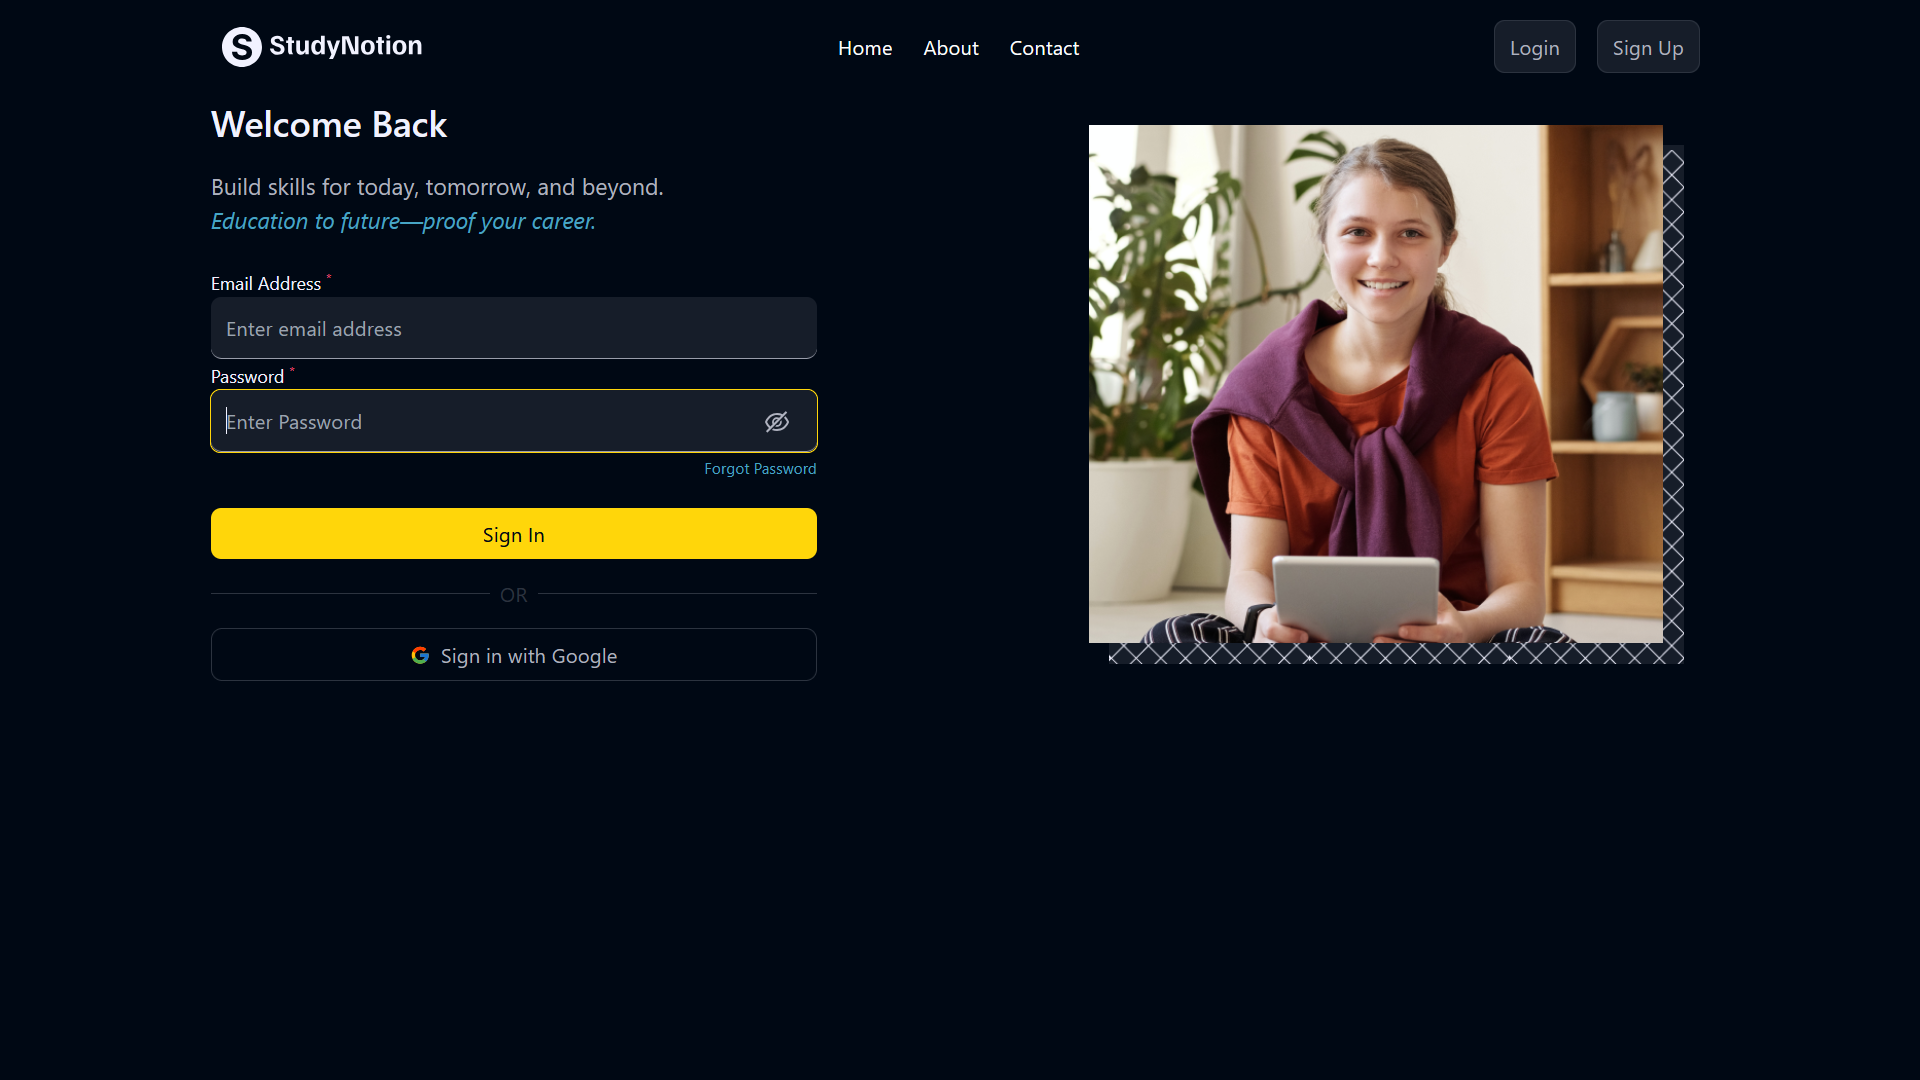 StudyNotion
Home About Contact
Login Sign Up
Welcome Back
Build skills for today, tomorrow, and beyond.
Education to future—proof your career.
Email Address *
Enter email address
Password *
Enter Password
Forgot Password
Sign In
OR
Sign in with Google